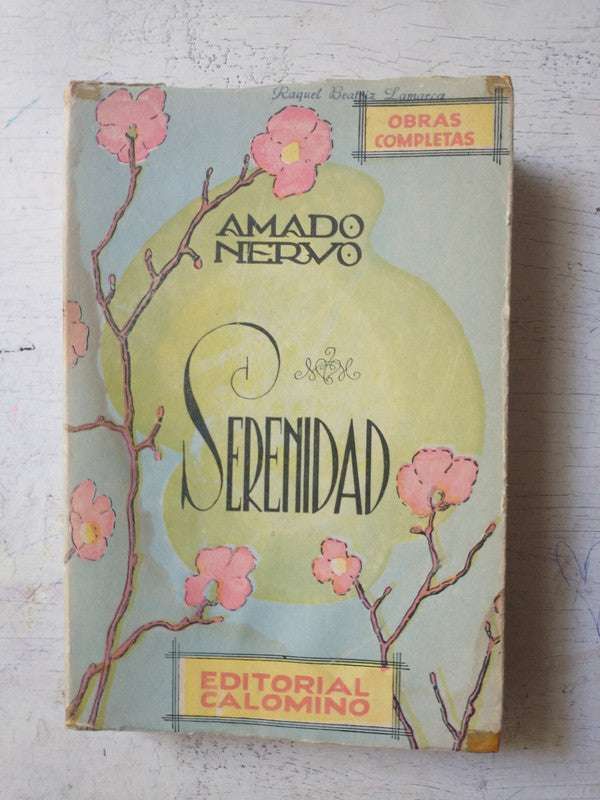 Raquel Beatriz Lamarca
OBRAS
COMPLETAS
AMADO
NERVO
SERENIDAD
EDITORIAL
CALOMINO